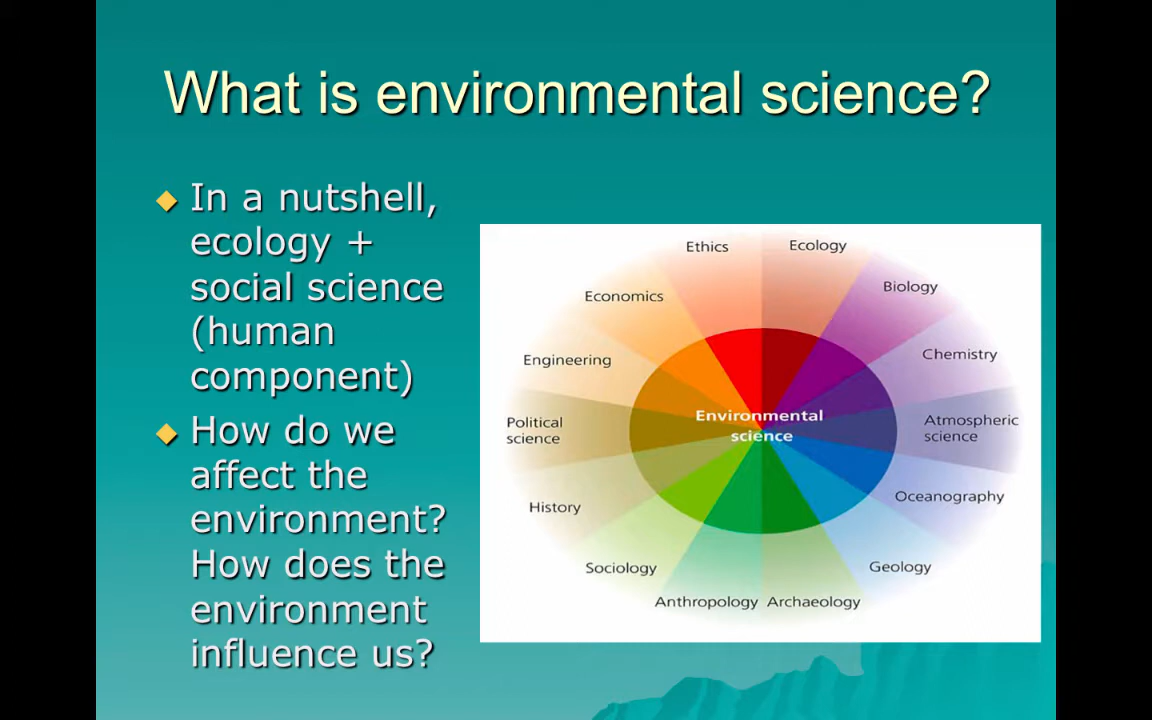 What is environmental science?
In a nutshell,
ecology +
social science
(human
component)
How do we
affect the
environment?
How does the
environment
influence us?
Ethics
Ecology
Economics
Biology
Engineering
Chemistry
Political
science
Environmental
science
Atmospheric
science
History
Oceanography
Sociology
Geology
Anthropology
Archaeology